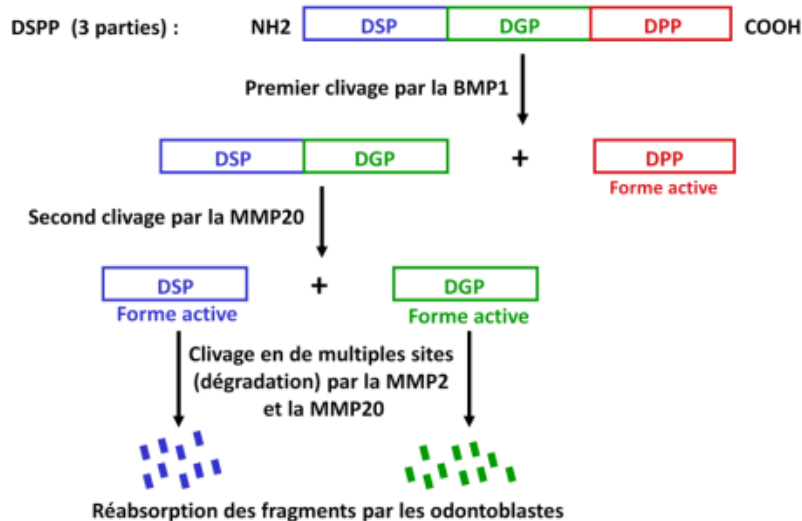 DSPP (3 parties) : NH2 DSP DGP DPP COOH
Premier clivage par la BMP1
DSP DGP + DPP
Forme active
Second clivage par la MMP20
DSP + DGP
Forme active Forme active
Clivage en de multiples sites
(dégradation) par la MMP2
et la MMP20
Réabsorption des fragments par les odontoblastes